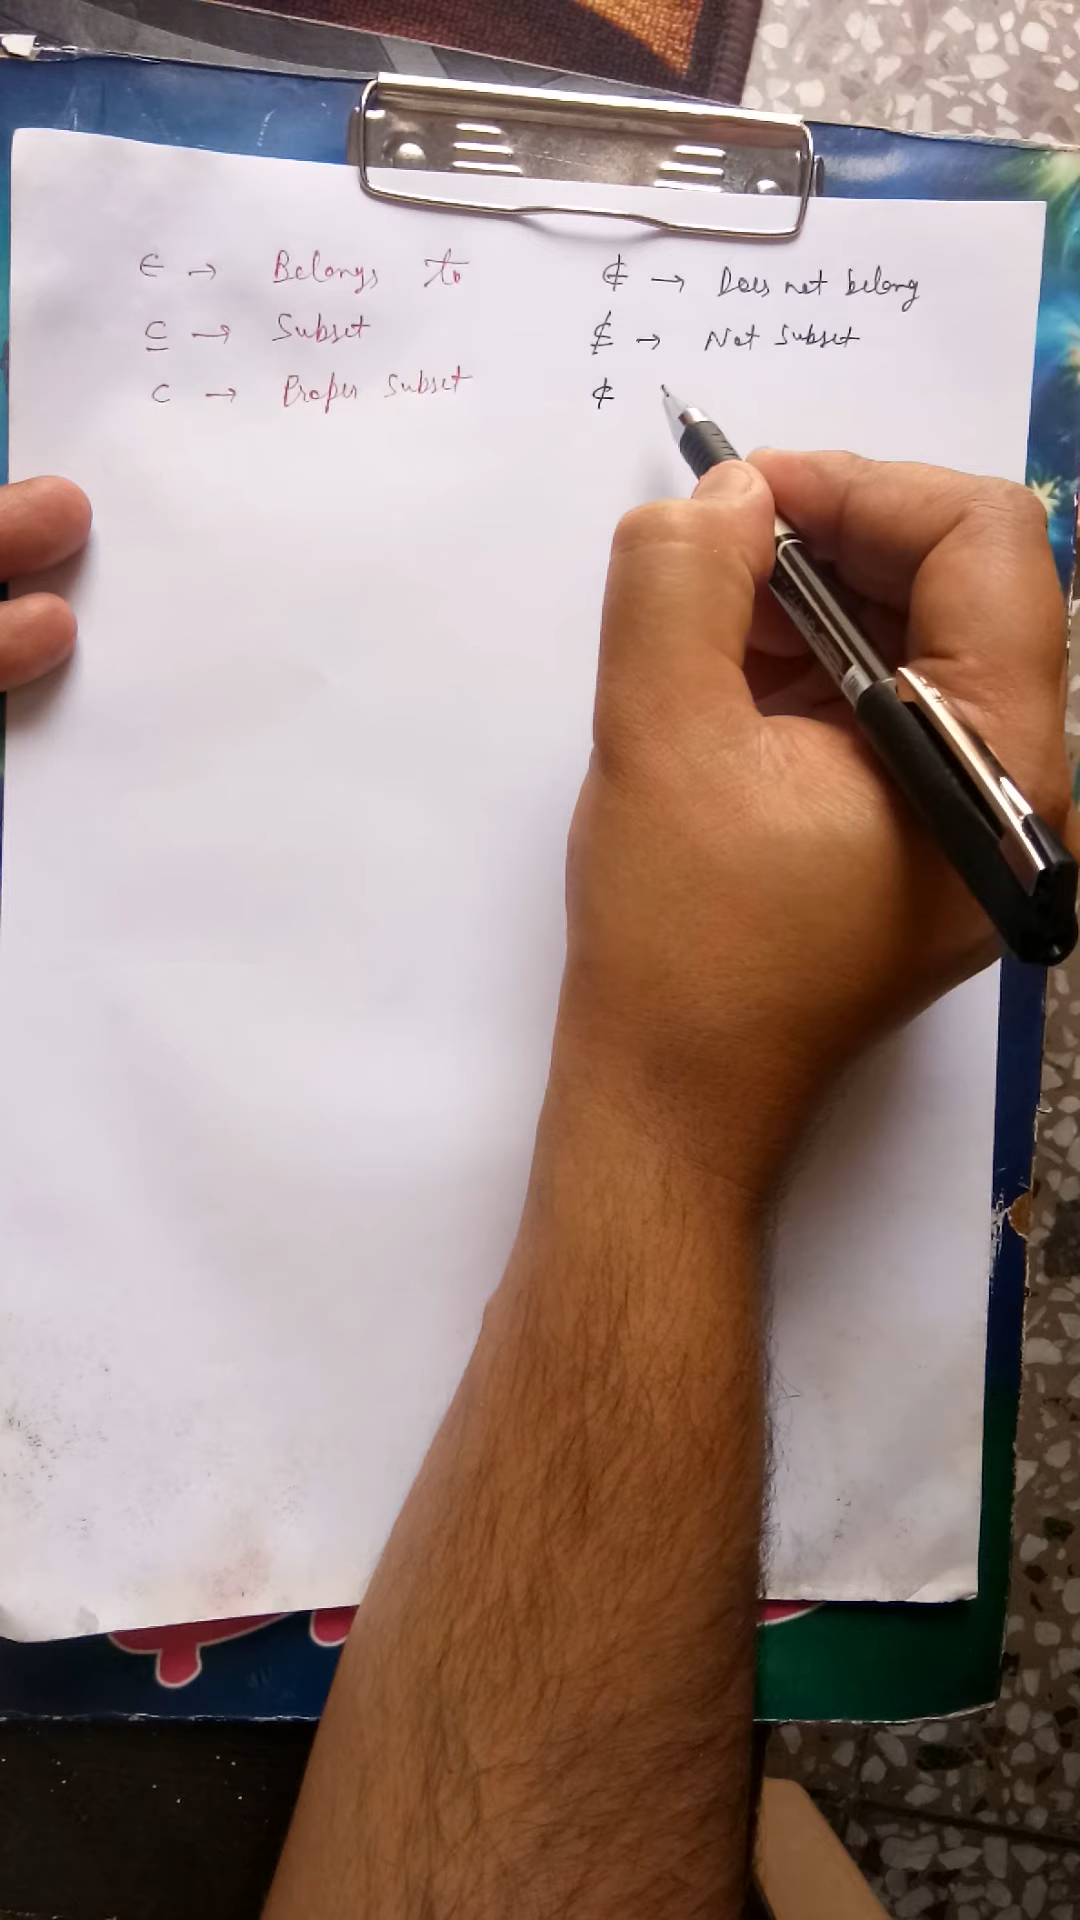 ∈ → Belongs to ∉ → Does not belong
⊆ → Subset ⊈ → Not Subset
⊂ → Proper Subset ⊄